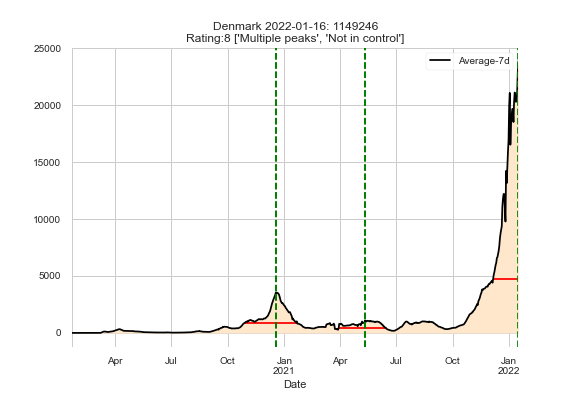 Denmark 2022-01-16: 1149246
Rating:8 ['Multiple peaks', 'Not in control']
Average-7d
25000
20000
15000
10000
5000
0
Apr
Jul
Oct
Jan
2021
Apr
Jul
Oct
Jan
2022
Date